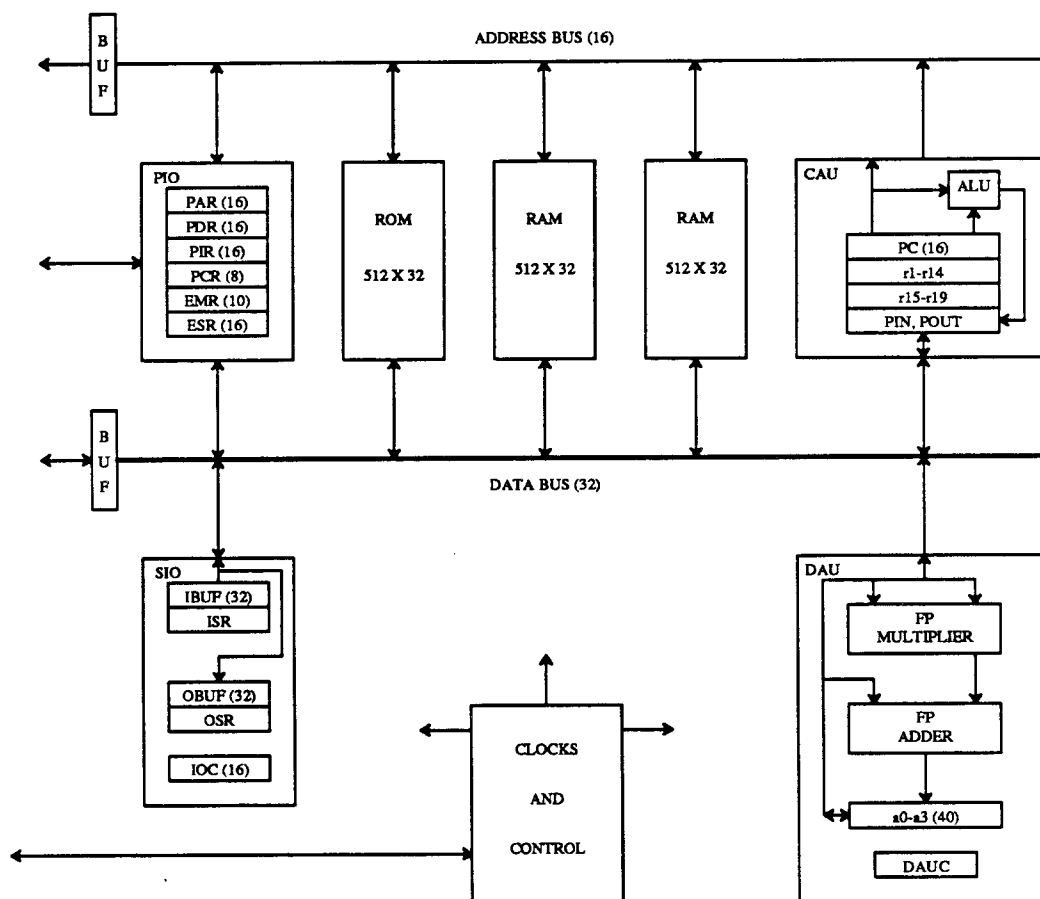 B
U
F
ADDRESS BUS (16)
PIO
PAR (16)
PDR (16)
PIR (16)
PCR (8)
EMR (10)
ESR (16)
ROM
512 X 32
RAM
512 X 32
RAM
512 X 32
CAU
ALU
PC (16)
r1-r14
r15-r19
PIN, POUT
B
U
F
DATA BUS (32)
SIO
IBUF (32)
ISR
OBUF (32)
OSR
IOC (16)
CLOCKS
AND
CONTROL
DAU
FP
MULTIPLIER
FP
ADDER
a0-a3 (40)
DAUC